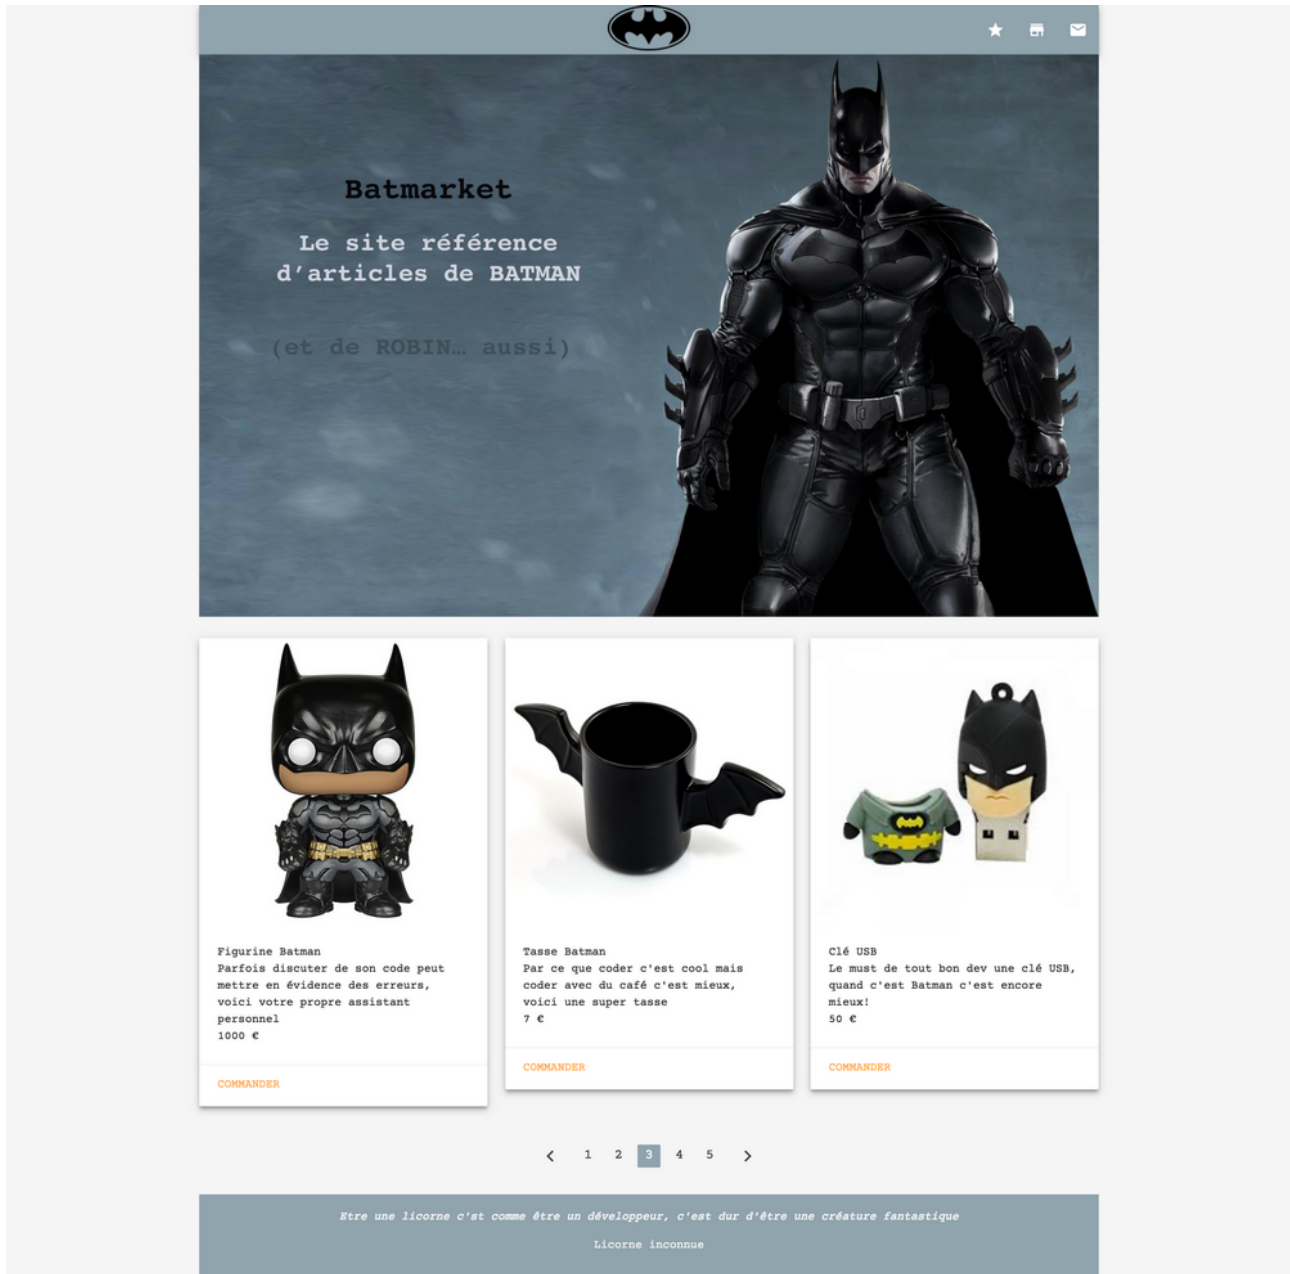 Batmarket
Le site référence
d'articles de BATMAN
(et de ROBIN… aussi)
Figurine Batman
Parfois discuter de son code peut
mettre en évidence des erreurs,
voici votre propre assistant
personnel
1000 €
COMMANDER
Tasse Batman
Par ce que coder c'est cool mais
coder avec du café c'est mieux,
voici une super tasse
7 €
COMMANDER
Clé USB
Le must de tout bon dev une clé USB,
quand c'est Batman c'est encore
mieux!
50 €
COMMANDER
1 2 3 4 5
Etre une licorne c'st comme être un développeur, c'est dur d'être une créature fantastique
Licorne inconnue